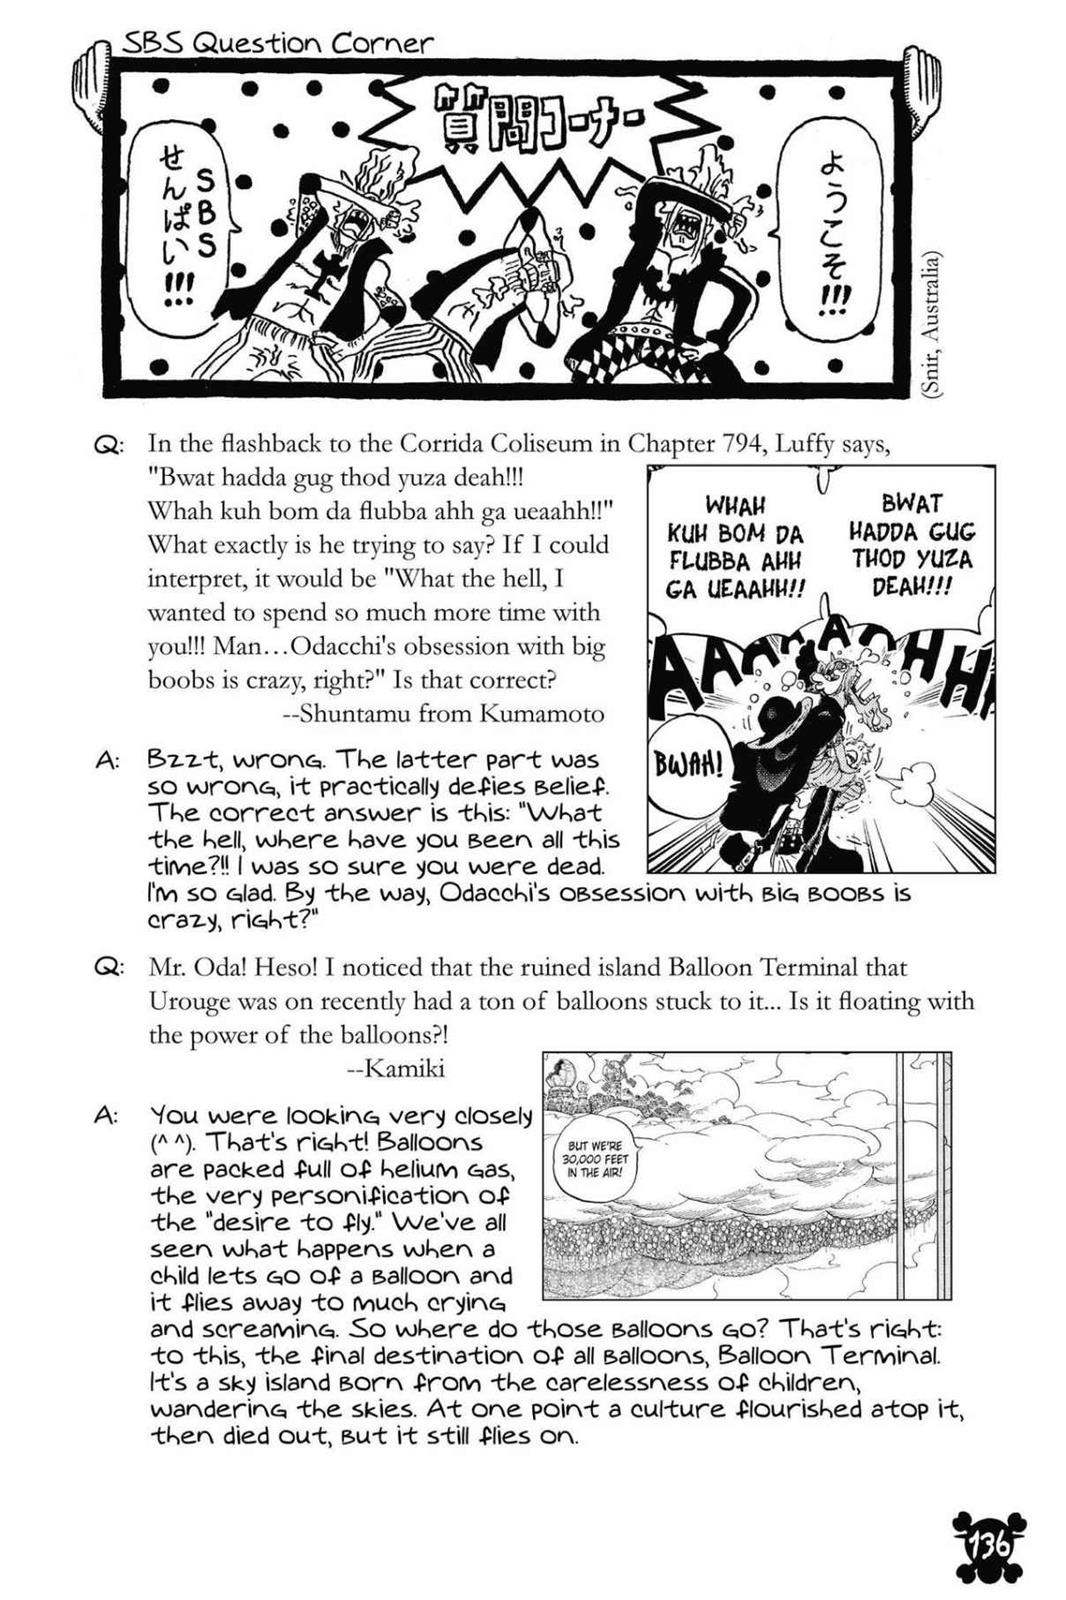 SBS Question Corner
質問コーナー
ようこそ!!!
SBS
せんぱい!!!
(Snir, Australia)
Q: In the flashback to the Corrida Coliseum in Chapter 794, Luffy says,
"Bwat hadda gug thod yuza deah!!!
Whah kuh bom da flubba ahh ga ueaahh!!"
What exactly is he trying to say? If I could
interpret, it would be "What the hell, I
wanted to spend so much more time with
you!!! Man…Odacchi's obsession with big
boobs is crazy, right?" Is that correct?
--Shuntamu from Kumamoto
BWAT
HADDA GUG
THOD YUZA
DEAH!!!
WHAH
KUH BOM DA
FLUBBA AHH
GA UEAAHH!!
AAAAAAHHH
BWAH!
A: Bzzt, wrong. The latter part was
so wrong, it practically defies belief.
The correct answer is this: "What
the hell, where have you been all this
time?!! I was so sure you were dead.
I'm so glad. By the way, Odacchi's obsession with big boobs is
crazy, right?"
Q: Mr. Oda! Heso! I noticed that the ruined island Balloon Terminal that
Urouge was on recently had a ton of balloons stuck to it... Is it floating with
the power of the balloons?!
--Kamiki
A: You were looking very closely
(^ ^). That's right! Balloons
are packed full of helium gas,
the very personification of
the "desire to fly." We've all
seen what happens when a
child lets go of a balloon and
it flies away to much crying
and screaming. So where do those balloons go? That's right:
to this, the final destination of all balloons, Balloon Terminal.
It's a sky island born from the carelessness of children,
wandering the skies. At one point a culture flourished atop it,
then died out, but it still flies on.
BUT WE'RE
30,000 FEET
IN THE AIR!
136